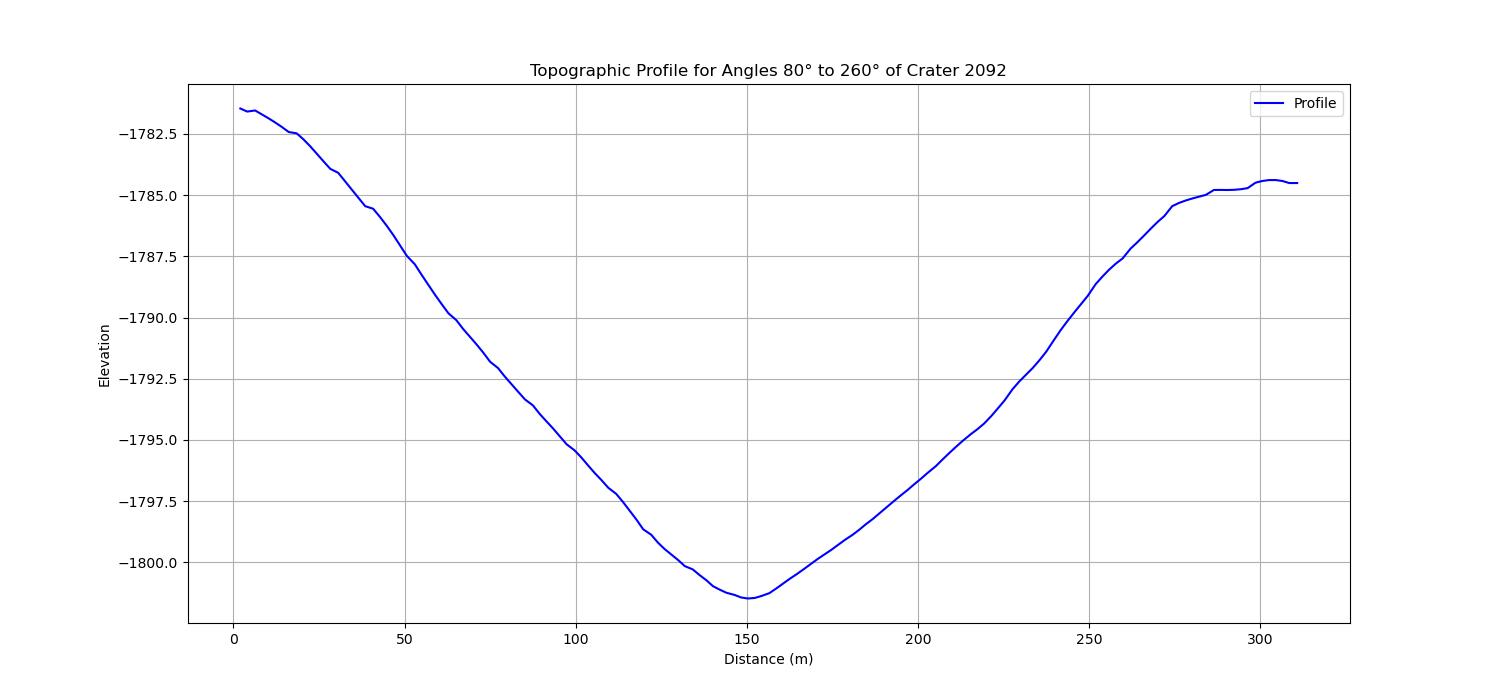 Topographic Profile for Angles 80° to 260° of Crater 2092
Profile
−1782.5
−1785.0
−1787.5
−1790.0
−1792.5
−1795.0
−1797.5
−1800.0
Elevation
0 50 100 150 200 250 300
Distance (m)